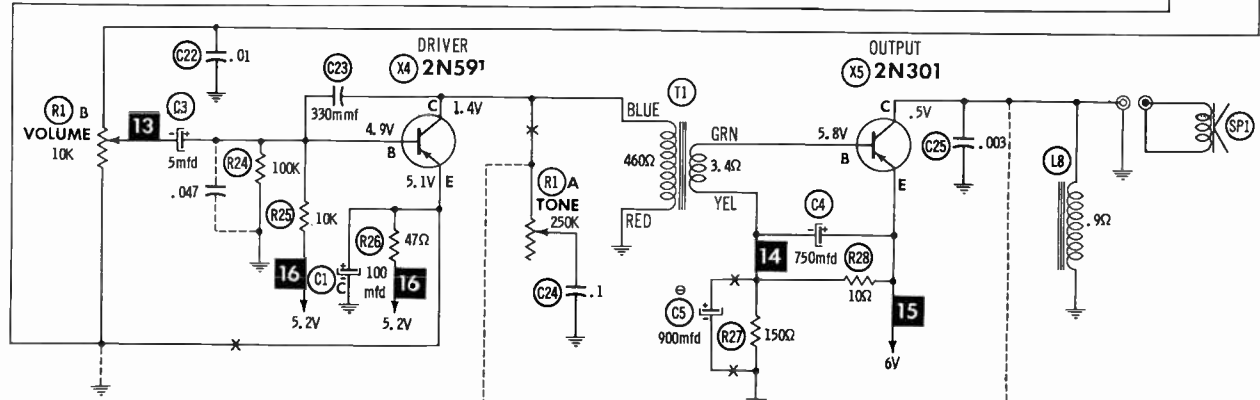 DRIVER
X4 2N591
OUTPUT
X5 2N301
C22 .01
C23
330mmf
R1 B
VOLUME
10K
13
C3
5mfd
.047
R24
100K
R25
10K
16
5.2V
4.9V
B
C
1.4V
5.1V
E
R26
47Ω
C1
C
100
mfd
16
5.2V
R1 A
TONE
250K
C24
.1
BLUE
T1
460Ω
RED
GRN
3.4Ω
YEL
5.8V
B
C
.5V
E
C4
750mfd
14
R28
10Ω
⊖
C5
900mfd
R27
150Ω
15
6V
C25
.003
L8
.9Ω
SP1